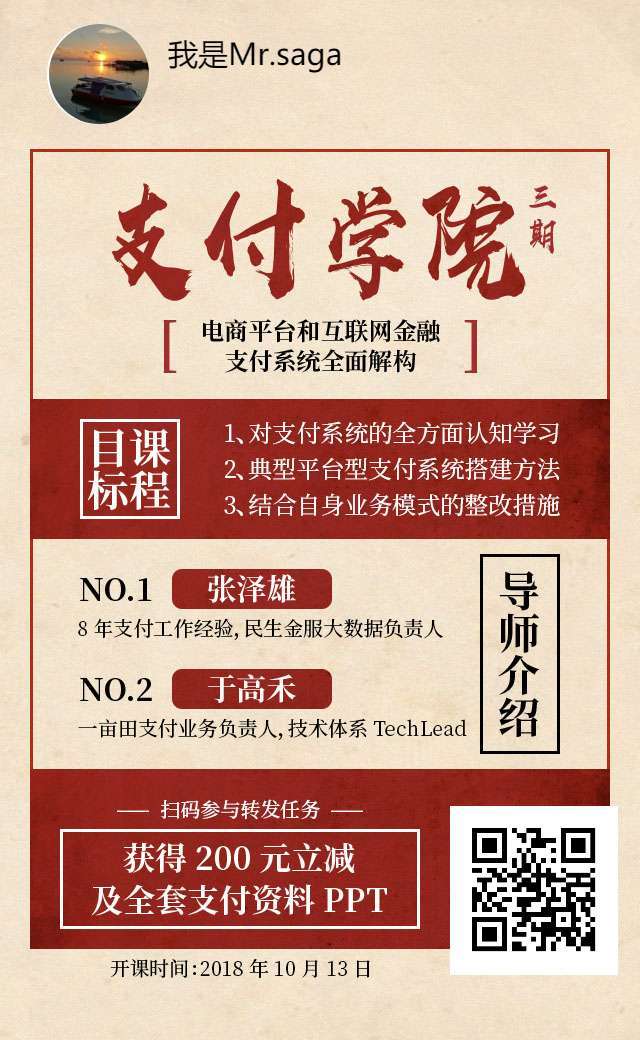 我是Mr.saga
支付学院
三期
电商平台和互联网金融
支付系统全面解构
目课
标程
1、对支付系统的全方面认知学习
2、典型平台型支付系统搭建方法
3、结合自身业务模式的整改措施
NO.1 张泽雄
8 年支付工作经验, 民生金服大数据负责人
NO.2 于高禾
一亩田支付业务负责人, 技术体系 TechLead
导师介绍
扫码参与转发任务
获得 200 元立减
及全套支付资料 PPT
开课时间:2018 年 10 月 13 日